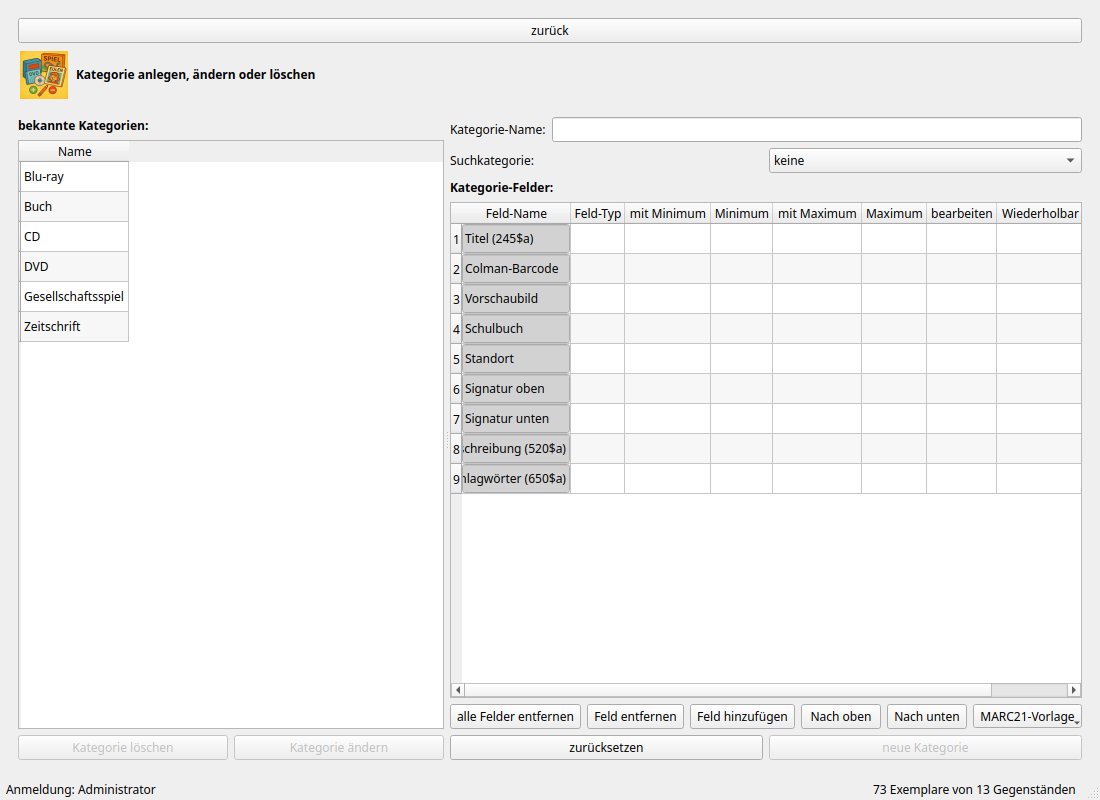 zurück
Kategorie anlegen, ändern oder löschen
bekannte Kategorien:
Name
Blu-ray
Buch
CD
DVD
Gesellschaftsspiel
Zeitschrift
Kategorie löschen
Kategorie ändern
Kategorie-Name:
Suchkategorie:
keine
Kategorie-Felder:
Feld-Name Feld-Typ mit Minimum Minimum mit Maximum Maximum bearbeiten Wiederholbar
1 Titel (245$a)
2 Colman-Barcode
3 Vorschaubild
4 Schulbuch
5 Standort
6 Signatur oben
7 Signatur unten
8 schreibung (520$a)
9 hlagwörter (650$a)
alle Felder entfernen
Feld entfernen
Feld hinzufügen
Nach oben
Nach unten
MARC21-Vorlage
zurücksetzen
neue Kategorie
Anmeldung: Administrator
73 Exemplare von 13 Gegenständen